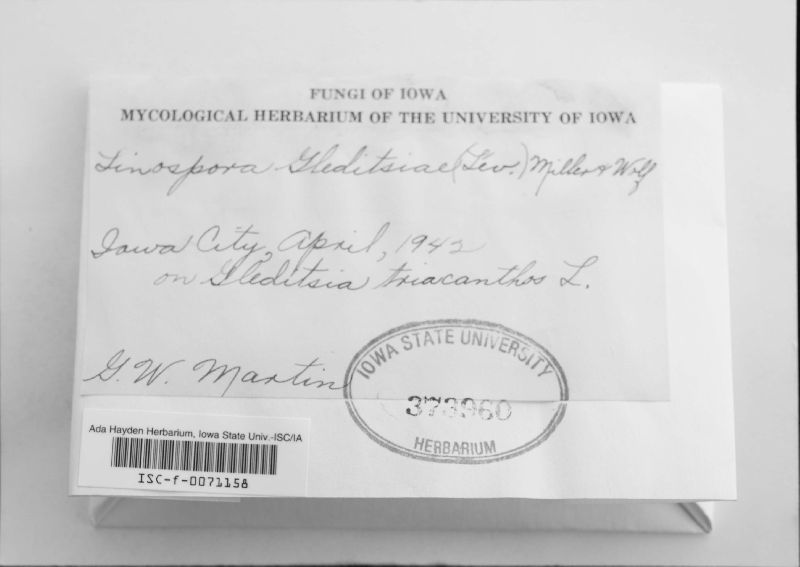 FUNGI OF IOWA
MYCOLOGICAL HERBARIUM OF THE UNIVERSITY OF IOWA
Linospora Gleditsiae (Lev.) Miller & Wolf
Iowa City, April, 1942
on Gleditsia triacanthos L.
G. W. Martin
IOWA STATE UNIVERSITY
373960
HERBARIUM
Ada Hayden Herbarium, Iowa State Univ.-ISC/IA
ISC-f-0071158